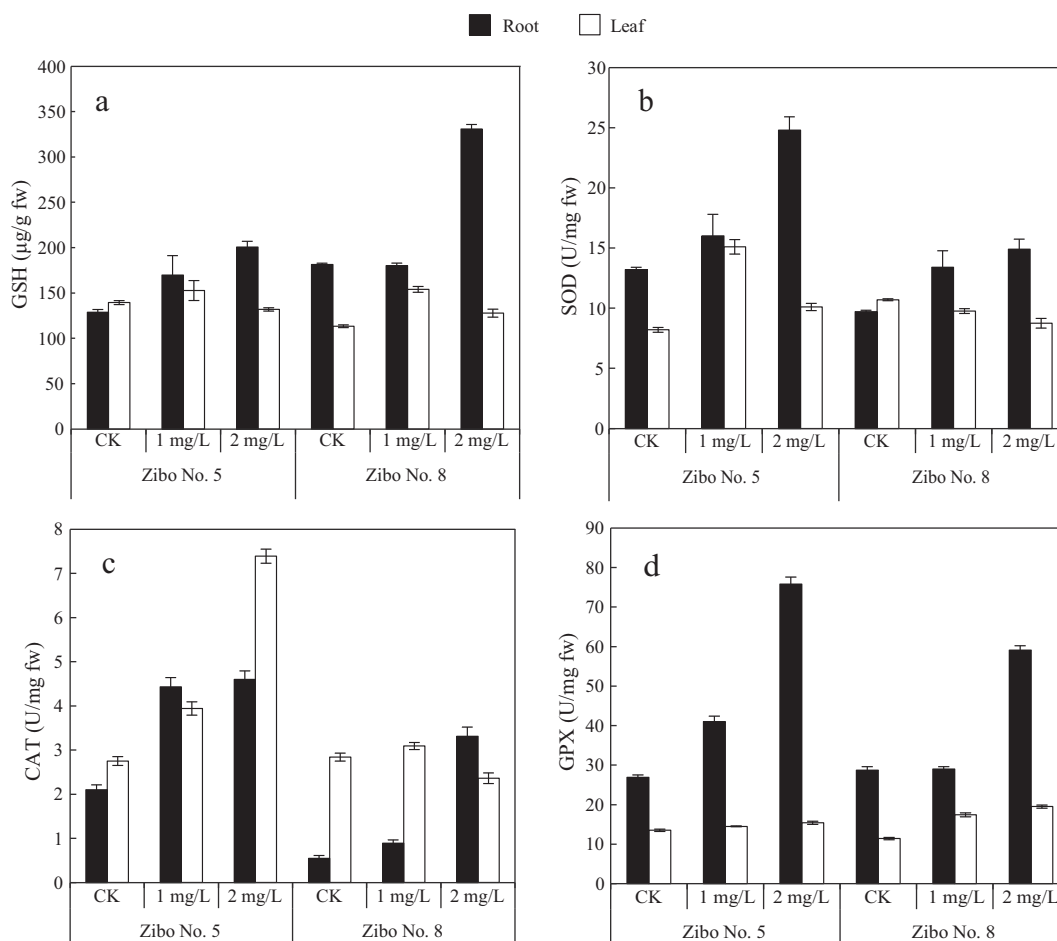 Root Leaf
a
GSH (µg/g fw)
400
350
300
250
200
150
100
50
0
CK 1 mg/L 2 mg/L CK 1 mg/L 2 mg/L
Zibo No. 5 Zibo No. 8
b
SOD (U/mg fw)
30
25
20
15
10
5
0
CK 1 mg/L 2 mg/L CK 1 mg/L 2 mg/L
Zibo No. 5 Zibo No. 8
c
CAT (U/mg fw)
8
7
6
5
4
3
2
1
0
CK 1 mg/L 2 mg/L CK 1 mg/L 2 mg/L
Zibo No. 5 Zibo No. 8
d
GPX (U/mg fw)
90
80
70
60
50
40
30
20
10
0
CK 1 mg/L 2 mg/L CK 1 mg/L 2 mg/L
Zibo No. 5 Zibo No. 8